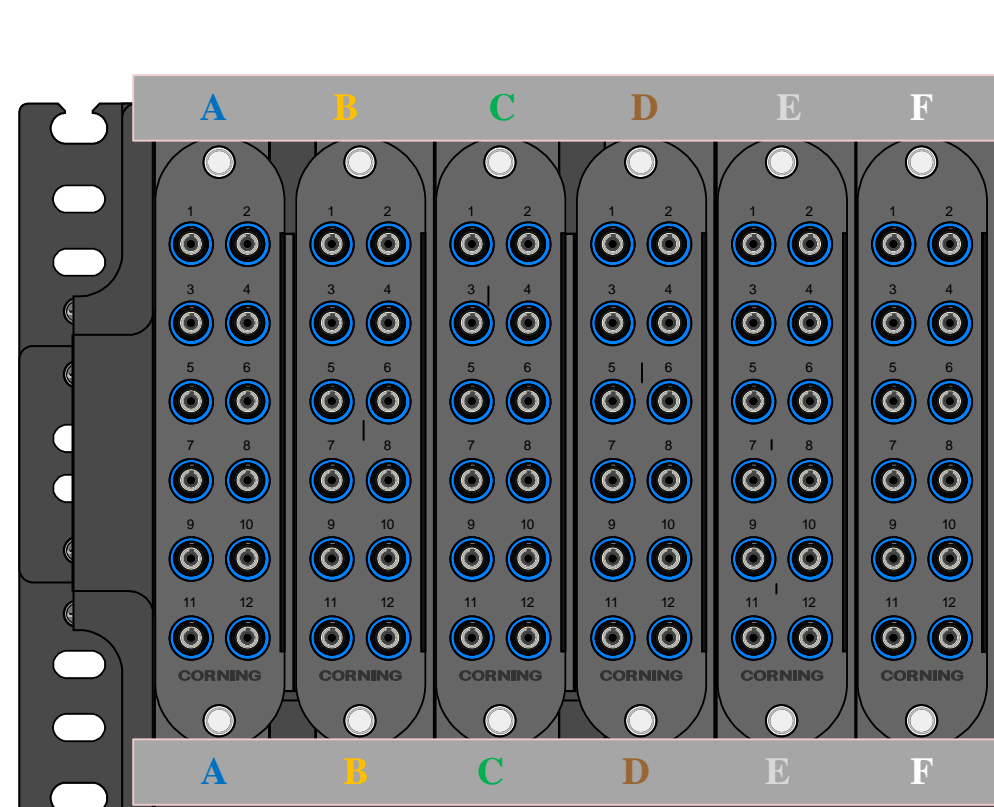 A B C D E F
1 2 1 2 1 2 1 2 1 2 1 2
3 4 3 4 3 4 3 4 3 4 3 4
5 6 5 6 5 6 5 6 5 6 5 6
7 8 7 8 7 8 7 8 7 8 7 8
9 10 9 10 9 10 9 10 9 10 9 10
11 12 11 12 11 12 11 12 11 12 11 12
CORNING CORNING CORNING CORNING CORNING CORNING
A B C D E F